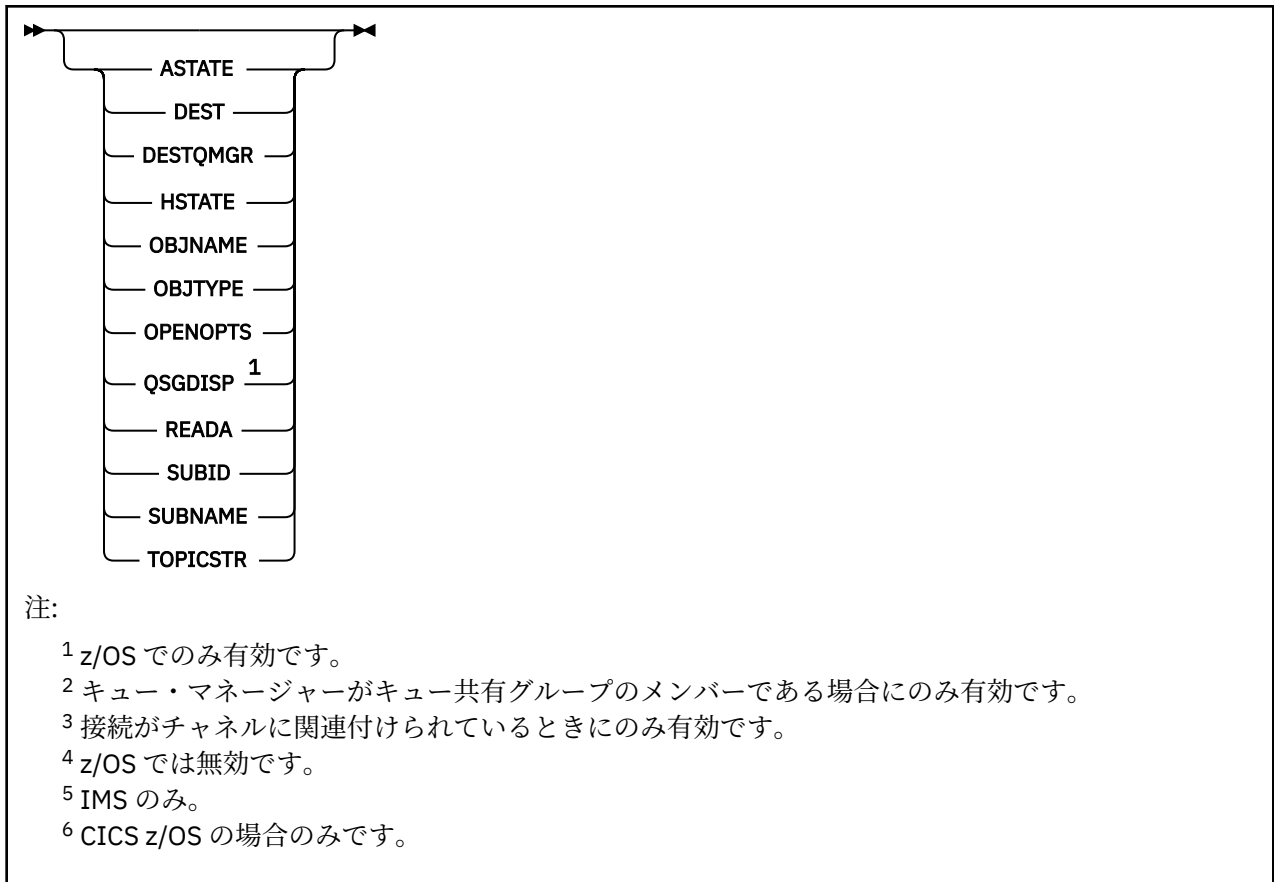 ASTATE
DEST
DESTQMGR
HSTATE
OBJNAME
OBJTYPE
OPENOPTS
QSGDISP 1
READA
SUBID
SUBNAME
TOPICSTR
注:
1 z/OS でのみ有効です。
2 キュー・マネージャーがキュー共有グループのメンバーである場合にのみ有効です。
3 接続がチャネルに関連付けられているときにのみ有効です。
4 z/OS では無効です。
5 IMS のみ。
6 CICS z/OS の場合のみです。